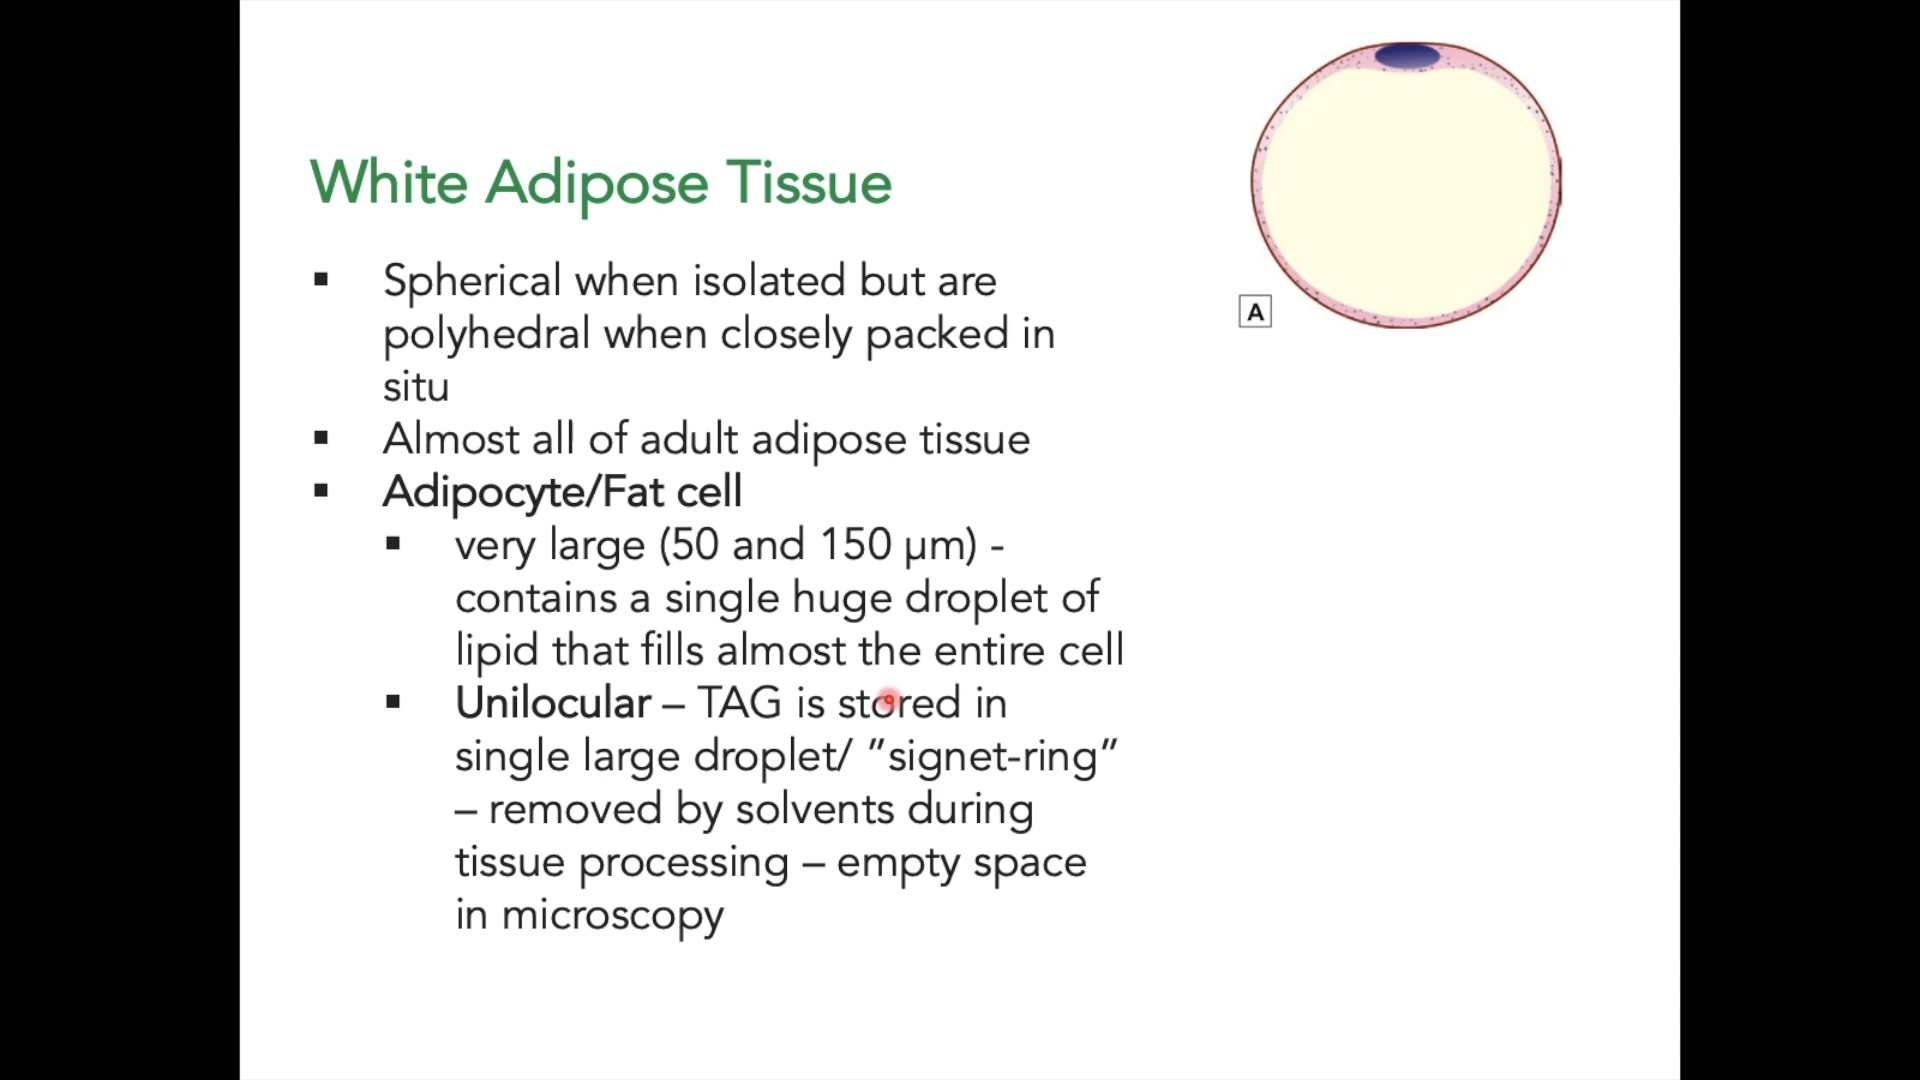 A
White Adipose Tissue
▪ Spherical when isolated but are
polyhedral when closely packed in
situ
▪ Almost all of adult adipose tissue
▪ Adipocyte/Fat cell
▪ very large (50 and 150 µm) -
contains a single huge droplet of
lipid that fills almost the entire cell
▪ Unilocular – TAG is stored in
single large droplet/ ”signet-ring”
– removed by solvents during
tissue processing – empty space
in microscopy